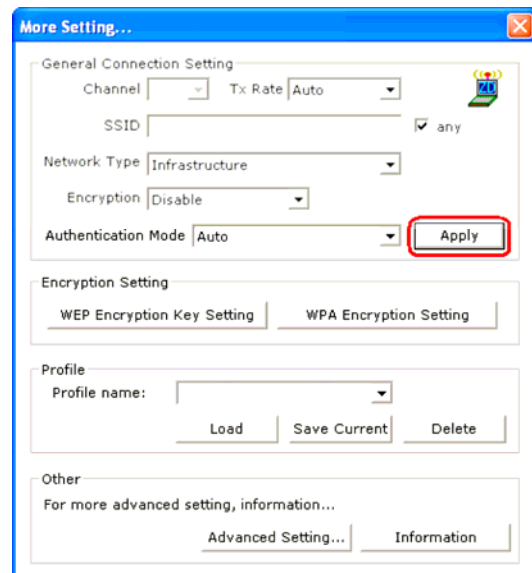 More Setting...
General Connection Setting
Channel Tx Rate Auto
SSID any
Network Type Infrastructure
Encryption Disable
Authentication Mode Auto Apply
Encryption Setting
WEP Encryption Key Setting WPA Encryption Setting
Profile
Profile name:
Load Save Current Delete
Other
For more advanced setting, information...
Advanced Setting... Information